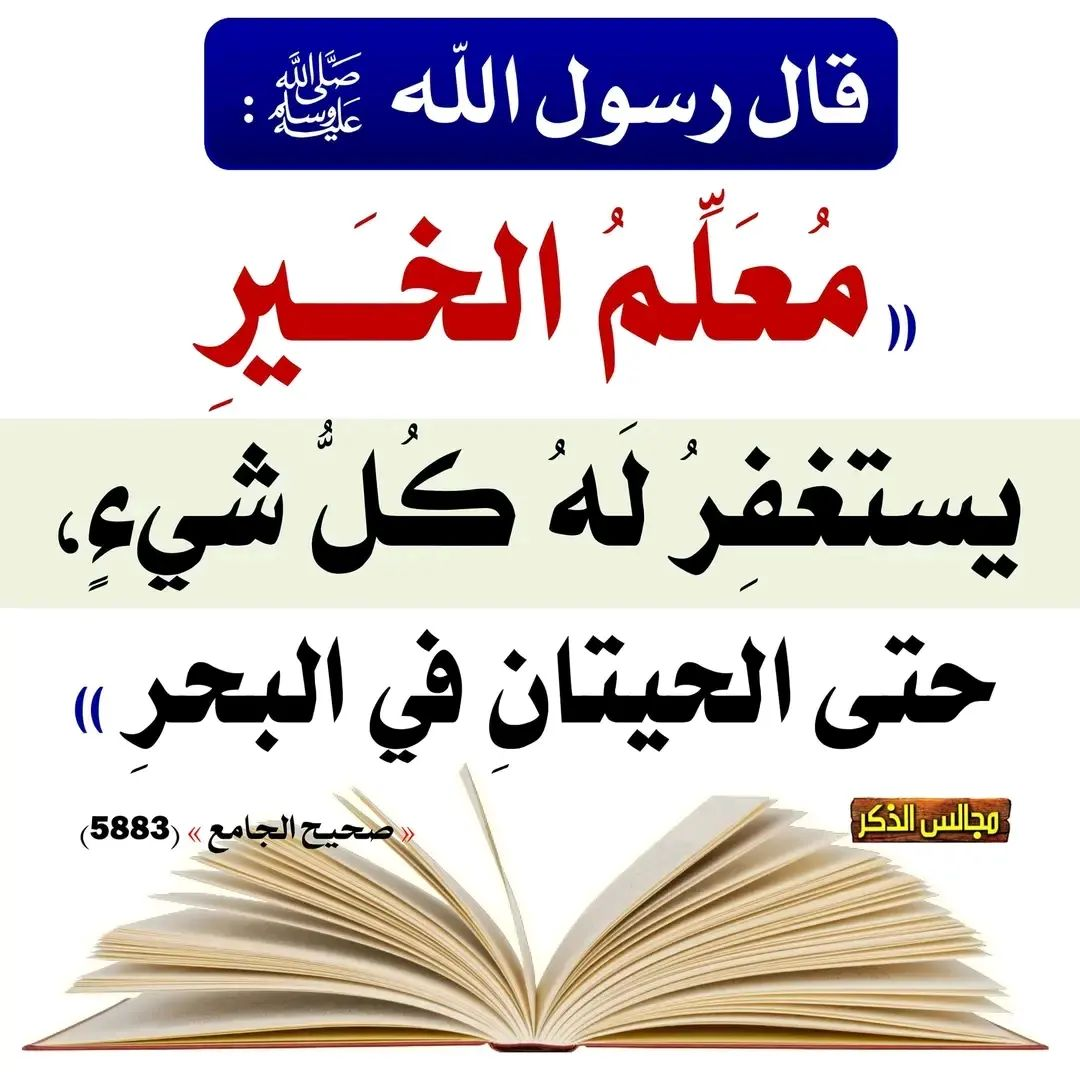 قال رسول الله ﷺ :
(( مُعَلِّمُ الخَـيرِ
يستغفِرُ لَهُ كُلُّ شيءٍ،
حتى الحيتانِ في البحرِ ))
مجالس الذكر
« صحيح الجامع » (5883)